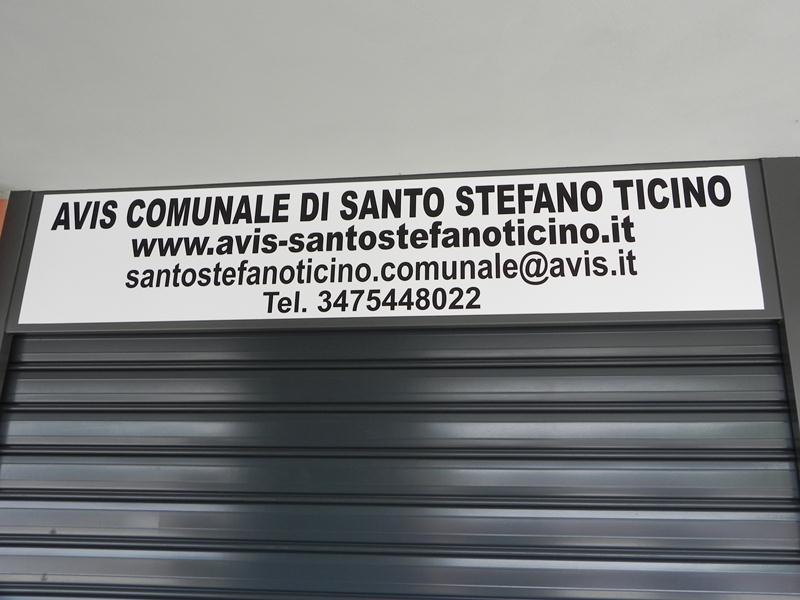 AVIS COMUNALE DI SANTO STEFANO TICINO
www.avis-santostefanoticino.it
santostefanoticino.comunale@avis.it
Tel. 3475448022